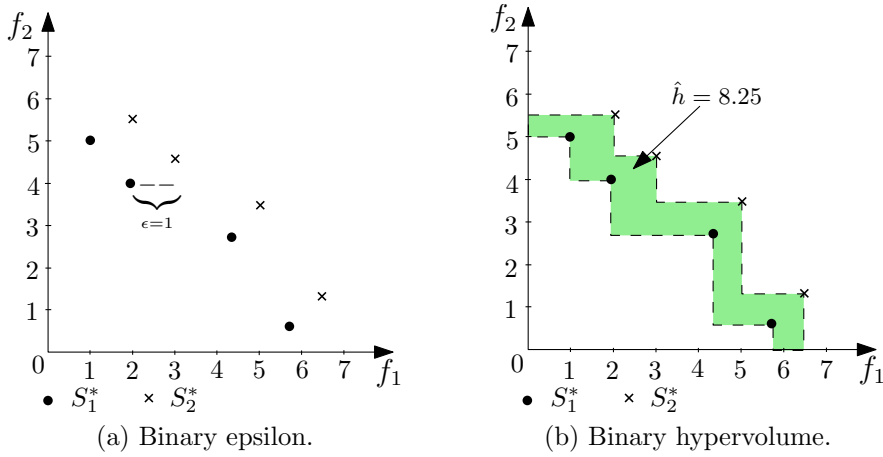 f₂
7
6
5
4
3
2
1
0
1 2 3 4 5 6 7
f₁
ϵ=1
S₁* S₂*
(a) Binary epsilon.
f₂
7
6
5
4
3
2
1
0
1 2 3 4 5 6 7
f₁
ĥ = 8.25
S₁* S₂*
(b) Binary hypervolume.